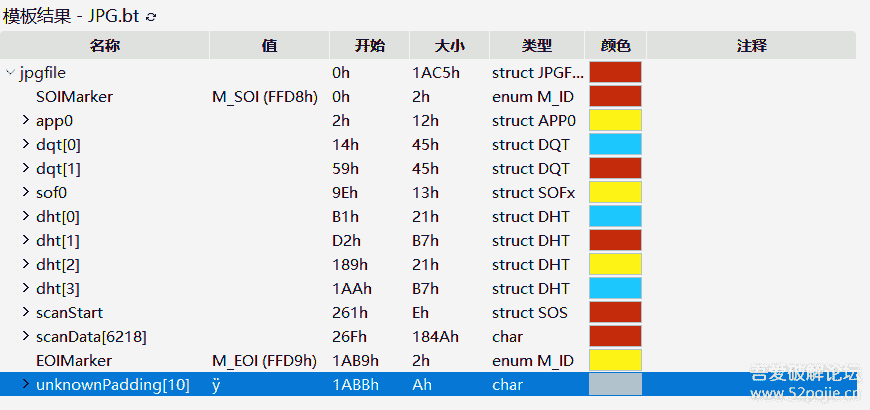 模板结果 - JPG.bt
名称 值 开始 大小 类型 颜色 注释
jpgfile 0h 1AC5h struct JPGF...
SOIMarker M_SOI (FFD8h) 0h 2h enum M_ID
app0 2h 12h struct APP0
dqt[0] 14h 45h struct DQT
dqt[1] 59h 45h struct DQT
sof0 9Eh 13h struct SOFx
dht[0] B1h 21h struct DHT
dht[1] D2h B7h struct DHT
dht[2] 189h 21h struct DHT
dht[3] 1AAh B7h struct DHT
scanStart 261h Eh struct SOS
scanData[6218] 26Fh 184Ah char
EOIMarker M_EOI (FFD9h) 1AB9h 2h enum M_ID
unknownPadding[10] ÿ 1ABBh Ah char
吾爱破解论坛
www.52pojie.cn